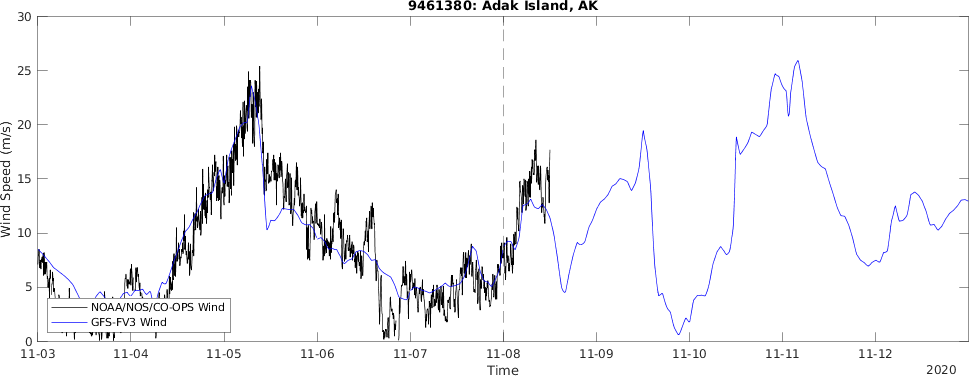 9461380: Adak Island, AK
30
25
20
15
10
5
0
Wind Speed (m/s)
NOAA/NOS/CO-OPS Wind
GFS-FV3 Wind
11-03 11-04 11-05 11-06 11-07 11-08 11-09 11-10 11-11 11-12
Time
2020